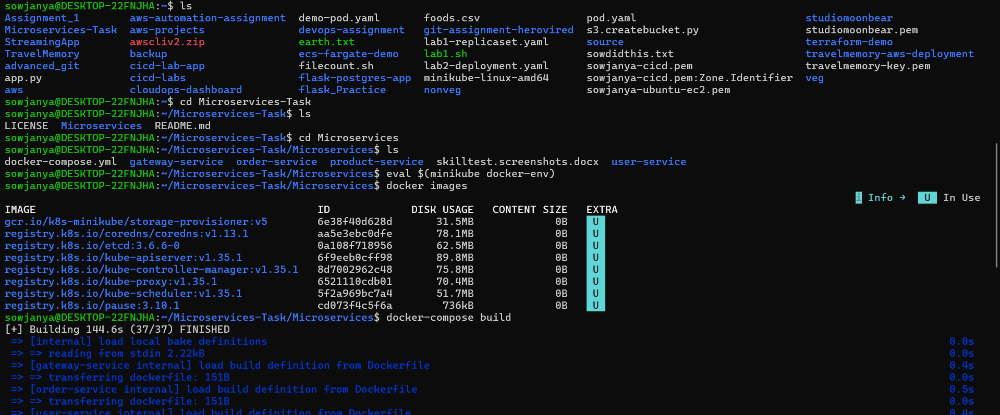 sowjanya@DESKTOP-22FNJHA:~$ ls
Assignment_1        aws-automation-assignment  demo-pod.yaml       foods.csv                 pod.yaml                           studiomoonbear
Microservices-Task  aws-projects               devops-assignment   git-assignment-herovired  s3.createbucket.py                 studiomoonbear.pem
StreamingApp        awscliv2.zip               earth.txt           lab1-replicaset.yaml      source                             terraform-demo
TravelMemory        backup                     ecs-fargate-demo    lab1.sh                   sowdidthis.txt                     travelmemory-aws-deployment
advanced_git        cicd-lab-app               filecount.sh        lab2-deployment.yaml      sowjanya-cicd.pem                  travelmemory-key.pem
app.py              cicd-labs                  flask-postgres-app  minikube-linux-amd64      sowjanya-cicd.pem:Zone.Identifier  veg
aws                 cloudops-dashboard         flask_Practice      nonveg                    sowjanya-ubuntu-ec2.pem
sowjanya@DESKTOP-22FNJHA:~$ cd Microservices-Task
sowjanya@DESKTOP-22FNJHA:~/Microservices-Task$ ls
LICENSE  Microservices  README.md
sowjanya@DESKTOP-22FNJHA:~/Microservices-Task$ cd Microservices
sowjanya@DESKTOP-22FNJHA:~/Microservices-Task/Microservices$ ls
docker-compose.yml  gateway-service  order-service  product-service  skilltest.screenshots.docx  user-service
sowjanya@DESKTOP-22FNJHA:~/Microservices-Task/Microservices$ eval $(minikube docker-env)
sowjanya@DESKTOP-22FNJHA:~/Microservices-Task/Microservices$ docker images
i Info →   U  In Use
IMAGE                                             ID             DISK USAGE   CONTENT SIZE   EXTRA
gcr.io/k8s-minikube/storage-provisioner:v5        6e38f40d628d       31.5MB             0B    U
registry.k8s.io/coredns/coredns:v1.13.1           aa5e3ebc0dfe       78.1MB             0B    U
registry.k8s.io/etcd:3.6.6-0                      0a108f718956       62.5MB             0B    U
registry.k8s.io/kube-apiserver:v1.35.1            6f9eeb0cff98       89.8MB             0B    U
registry.k8s.io/kube-controller-manager:v1.35.1   8d7002962c48       75.8MB             0B    U
registry.k8s.io/kube-proxy:v1.35.1                6521110cdb01       70.4MB             0B    U
registry.k8s.io/kube-scheduler:v1.35.1            5f2a969bc7a4       51.7MB             0B    U
registry.k8s.io/pause:3.10.1                      cd073f4c5f6a        736kB             0B    U
sowjanya@DESKTOP-22FNJHA:~/Microservices-Task/Microservices$ docker-compose build
[+] Building 144.6s (37/37) FINISHED
=> [internal] load local bake definitions 0.0s
=> => reading from stdin 2.22kB 0.0s
=> [gateway-service internal] load build definition from Dockerfile 0.4s
=> => transferring dockerfile: 151B 0.0s
=> [order-service internal] load build definition from Dockerfile 0.5s
=> => transferring dockerfile: 151B 0.0s
=> [user-service internal] load build definition from Dockerfile 0.4s